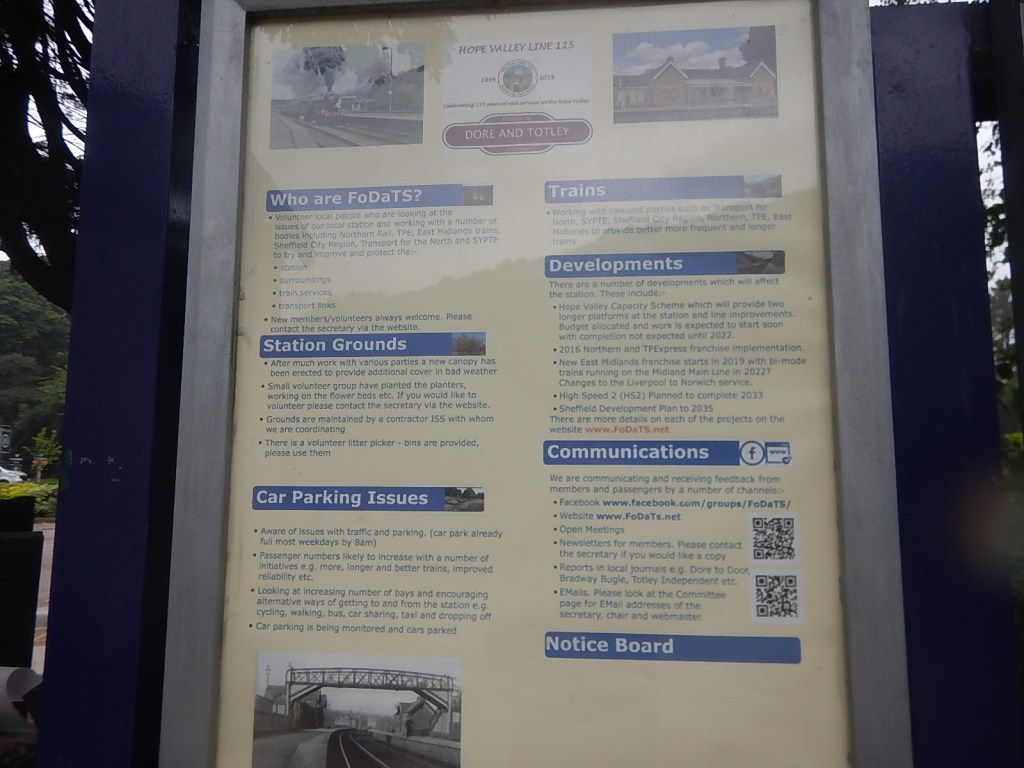 HOPE VALLEY LINE 125
1894 2019
Celebrating 125 years of rail services on the Hope Valley
DORE AND TOTLEY
Who are FoDaTS?
• Volunteer local people who are looking at the
issues of our local station and working with a number of
bodies including Northern Rail, TPE, East Midlands trains,
Sheffield City Region, Transport for the North and SYPTE
to try and improve and protect the:-
• station
• surroundings
• train services
• transport links
• New members/volunteers always welcome. Please
contact the secretary via the website.
Station Grounds
• After much work with various parties a new canopy has
been erected to provide additional cover in bad weather
• Small volunteer group have planted the planters,
working on the flower beds etc. If you would like to
volunteer please contact the secretary via the website.
• Grounds are maintained by a contractor ISS with whom
we are coordinating
• There is a volunteer litter picker - bins are provided,
please use them
Car Parking Issues
• Aware of issues with traffic and parking. (car park already
full most weekdays by 8am)
• Passenger numbers likely to increase with a number of
initiatives e.g. more, longer and better trains, improved
reliability etc.
• Looking at increasing number of bays and encouraging
alternative ways of getting to and from the station e.g.
cycling, walking, bus, car sharing, taxi and dropping off
• Car parking is being monitored and cars parked
Trains
• Working with relevant parties such as Transport for
North, SYPTE, Sheffield City Region, Northern, TPE, East
Midlands to provide better more frequent and longer
trains
Developments
There are a number of developments which will affect
the station. These include:-
• Hope Valley Capacity Scheme which will provide two
longer platforms at the station and line improvements.
Budget allocated and work is expected to start soon
with completion not expected until 2022.
• 2016 Northern and TPExpress franchise implementation.
• New East Midlands franchise starts in 2019 with bi-mode
trains running on the Midland Main Line in 2022?
Changes to the Liverpool to Norwich service.
• High Speed 2 (HS2) Planned to complete 2033
• Sheffield Development Plan to 2035
There are more details on each of the projects on the
website www.FoDaTS.net
Communications
f www
We are communicating and receiving feedback from
members and passengers by a number of channels:-
• Facebook www.facebook.com/groups/FoDaTS/
• Website www.FoDaTs.net
• Open Meetings
• Newsletters for members. Please contact
the secretary if you would like a copy
• Reports in local journals e.g. Dore to Door,
Bradway Bugle, Totley Independent etc.
• EMails. Please look at the Committee
page for EMail addresses of the
secretary, chair and webmaster.
Notice Board